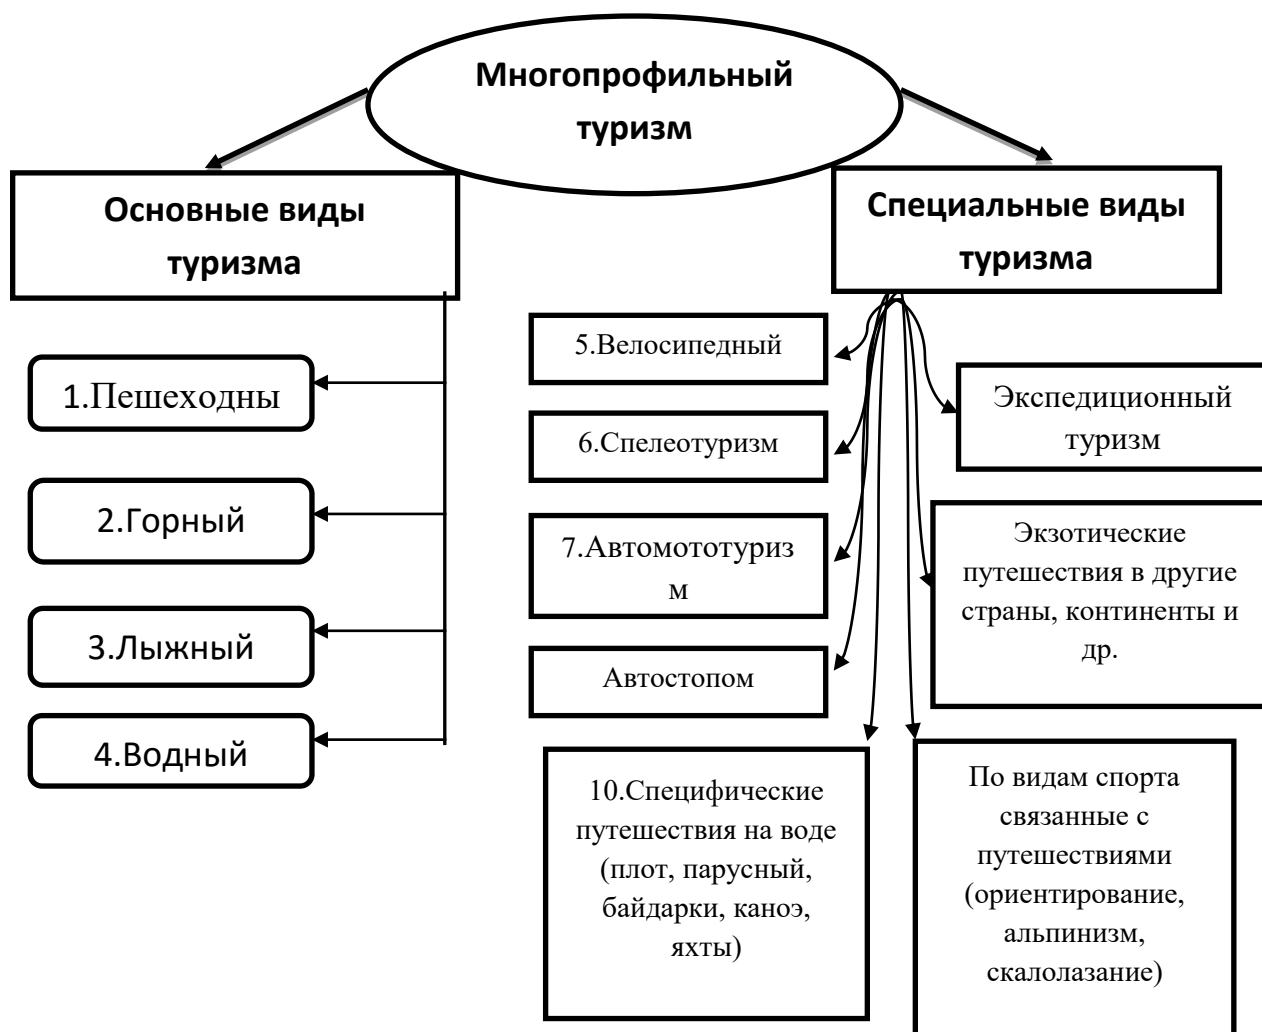 Многопрофильный
туризм
Основные виды
туризма
Специальные виды
туризма
1.Пешеходны
2.Горный
3.Лыжный
4.Водный
5.Велосипедный
6.Спелеотуризм
7.Автомототуриз
м
Автостопом
10.Специфические
путешествия на воде
(плот, парусный,
байдарки, каноэ,
яхты)
Экспедиционный
туризм
Экзотические
путешествия в другие
страны, континенты и
др.
По видам спорта
связанные с
путешествиями
(ориентирование,
альпинизм,
скалолазание)